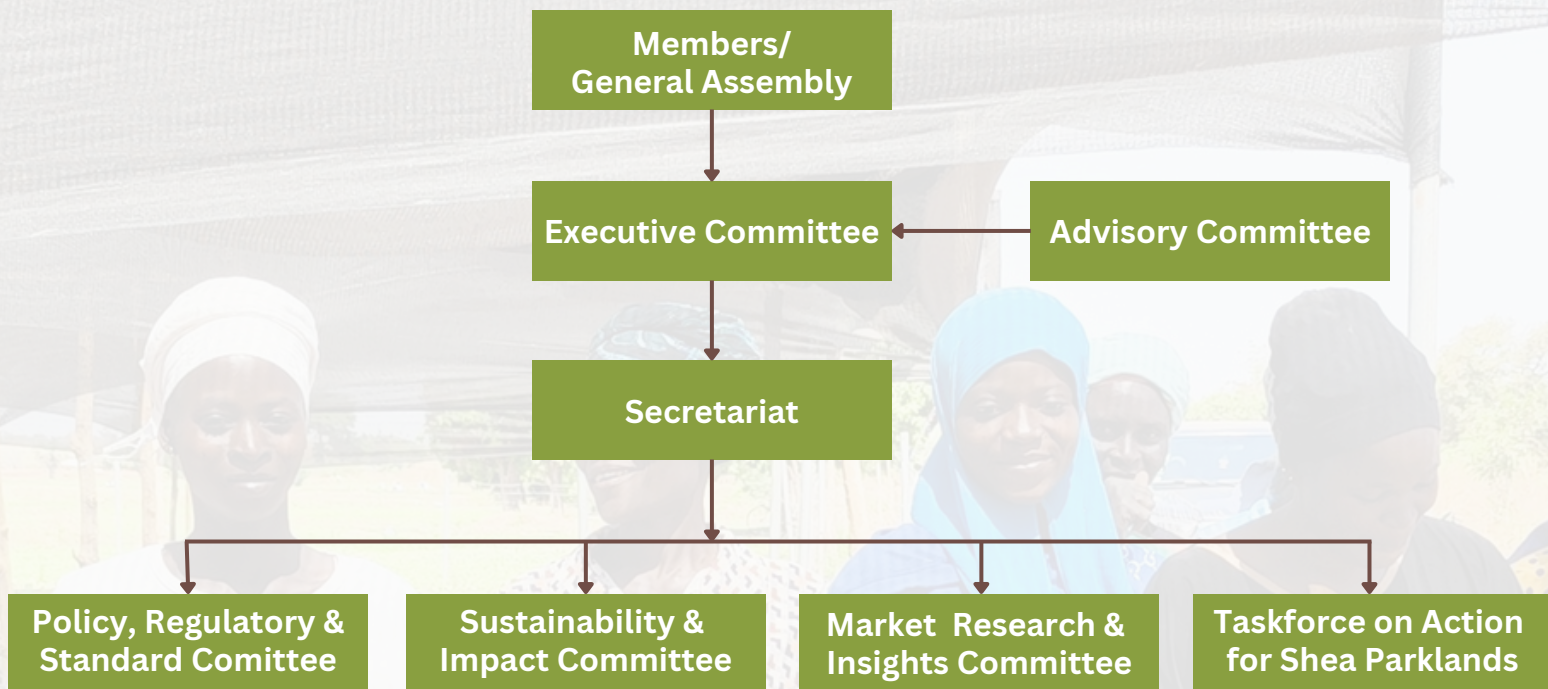 Members/
General Assembly
Executive Committee
Advisory Committee
Secretariat
Policy, Regulatory &
Standard Comittee
Sustainability &
Impact Committee
Market Research &
Insights Committee
Taskforce on Action
for Shea Parklands